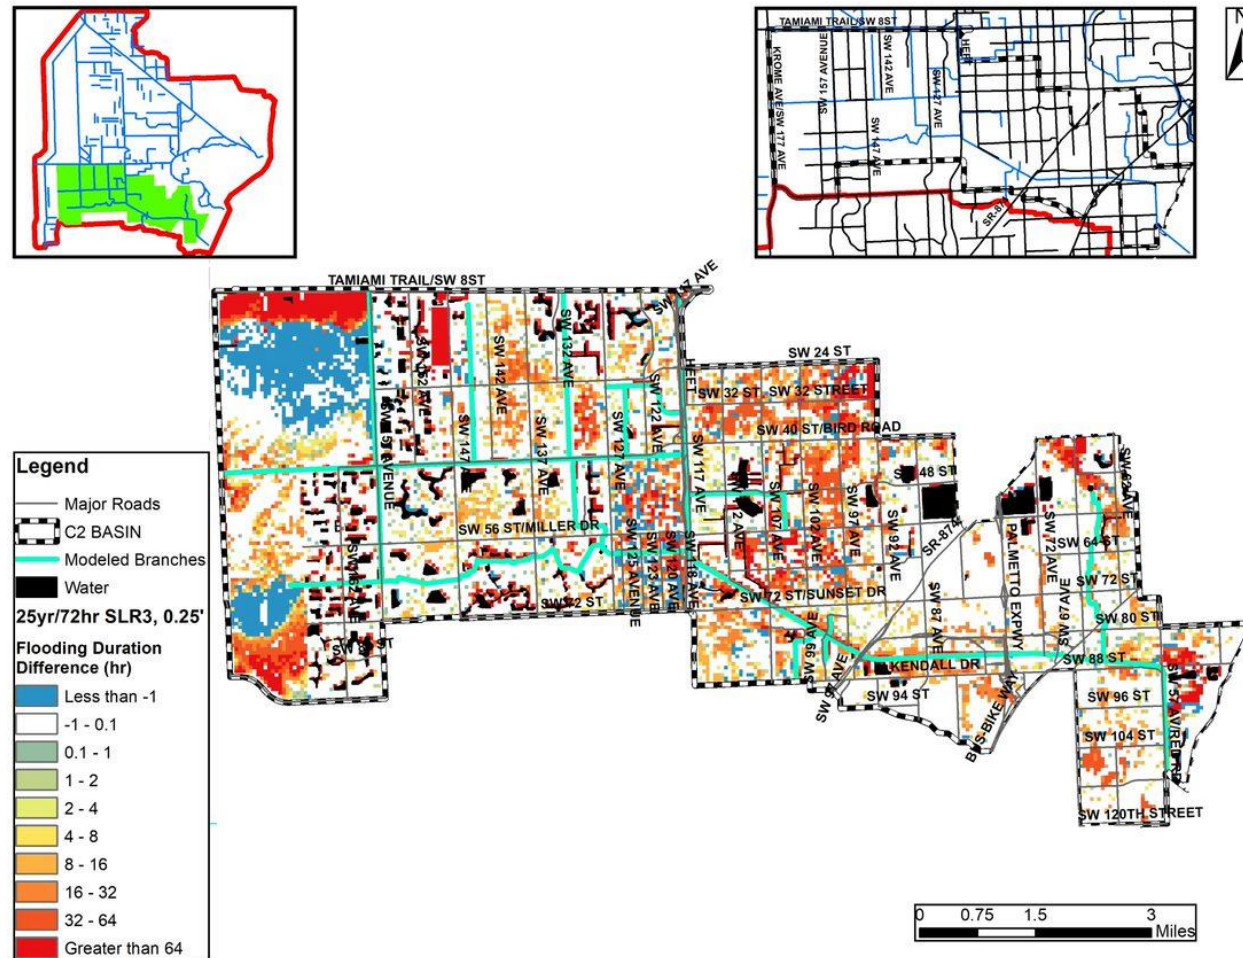 TAMIAMI TRAIL/SW 8ST
KROME AVE/SW 177 AVE
SW 157 AVENUE
SW 142 AVE
SW 147 AVE
SW 127 AVE
HEFT
SR-874
N
TAMIAMI TRAIL/SW 8ST
SW 142 AVE
SW 132 AVE
SW 147 AVE
SW 137 AVE
SW 127 AVE
SW 122 AVE
HEFT
SW 24 ST
SW 32 ST
SW 32 STREET
SW 40 ST/BIRD ROAD
SW 117 AVE
SW 107 AVE
SW 102 AVE
SW 97 AVE
SW 92 AVE
SW 56 ST/MILLER DR
SW 125 AVENUE
SW 123 AVE
SW 120 AVE
SW 118 AVE
SW 72 ST
SW 72 ST/SUNSET DR
SR-874
SW 87 AVE
PALMETTO EXPWY
SW 72 AVE
SW 67 AVE
SW 64 ST
SW 72 ST
SW 80 ST
SW 88 ST
KENDALL DR
SW 99 AVE
SW 94 ST
SW 96 ST
SW 104 ST
SW 57 AV/RED RD
SW 120TH STREET
Legend
Major Roads
C2 BASIN
Modeled Branches
Water
25yr/72hr SLR3, 0.25'
Flooding Duration
Difference (hr)
Less than -1
-1 - 0.1
0.1 - 1
1 - 2
2 - 4
4 - 8
8 - 16
16 - 32
32 - 64
Greater than 64
0 0.75 1.5 3
Miles